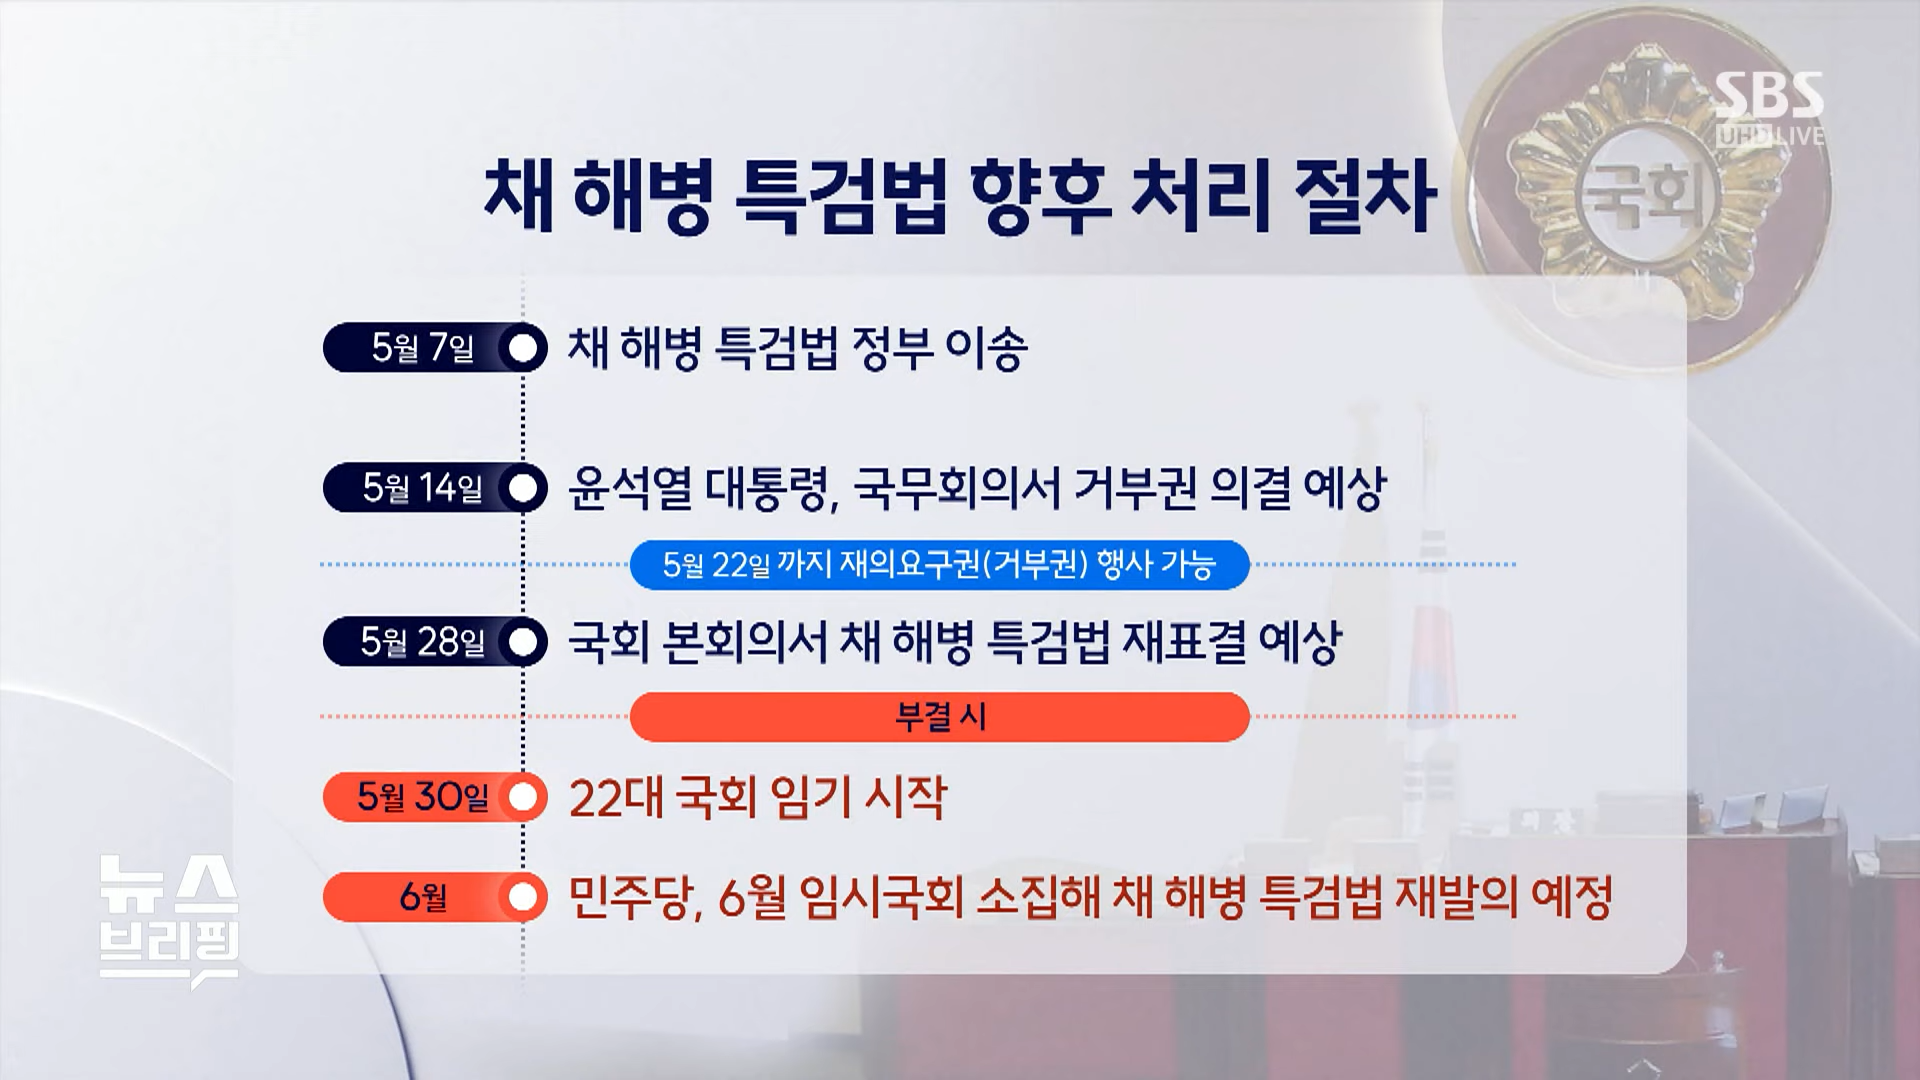 SBS
UHD LIVE
국회
채 해병 특검법 향후 처리 절차
5월 7일 채 해병 특검법 정부 이송
5월 14일 윤석열 대통령, 국무회의서 거부권 의결 예상
5월 22일 까지 재의요구권(거부권) 행사 가능
5월 28일 국회 본회의서 채 해병 특검법 재표결 예상
부결 시
5월 30일 22대 국회 임기 시작
6월 민주당, 6월 임시국회 소집해 채 해병 특검법 재발의 예정
뉴스
브리핑